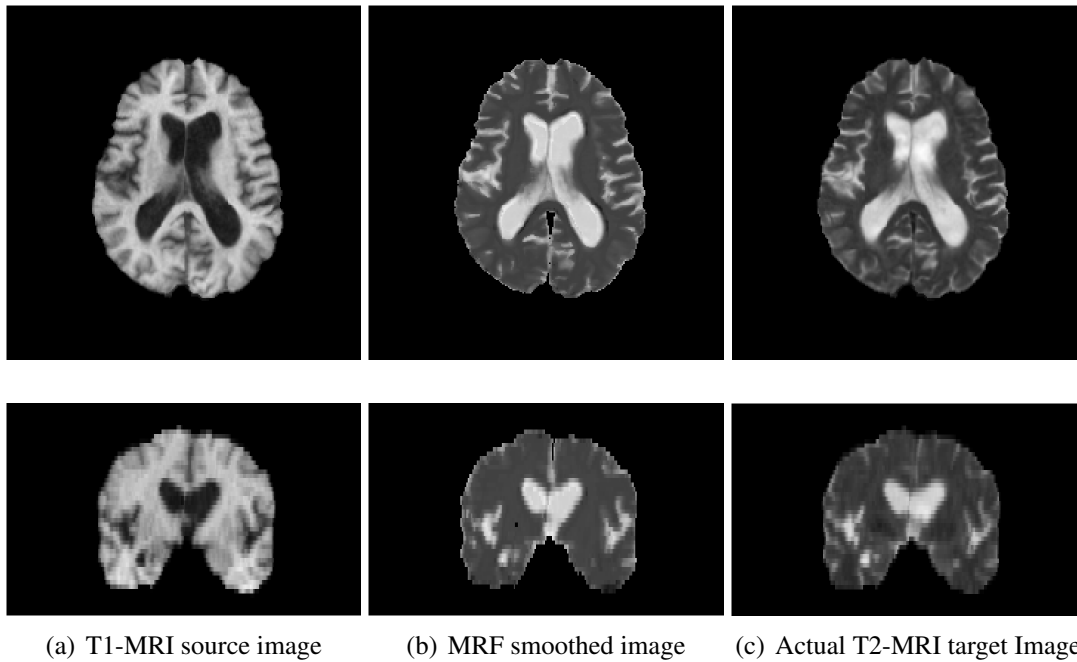 (a) T1-MRI source image
(b) MRF smoothed image
(c) Actual T2-MRI target Image